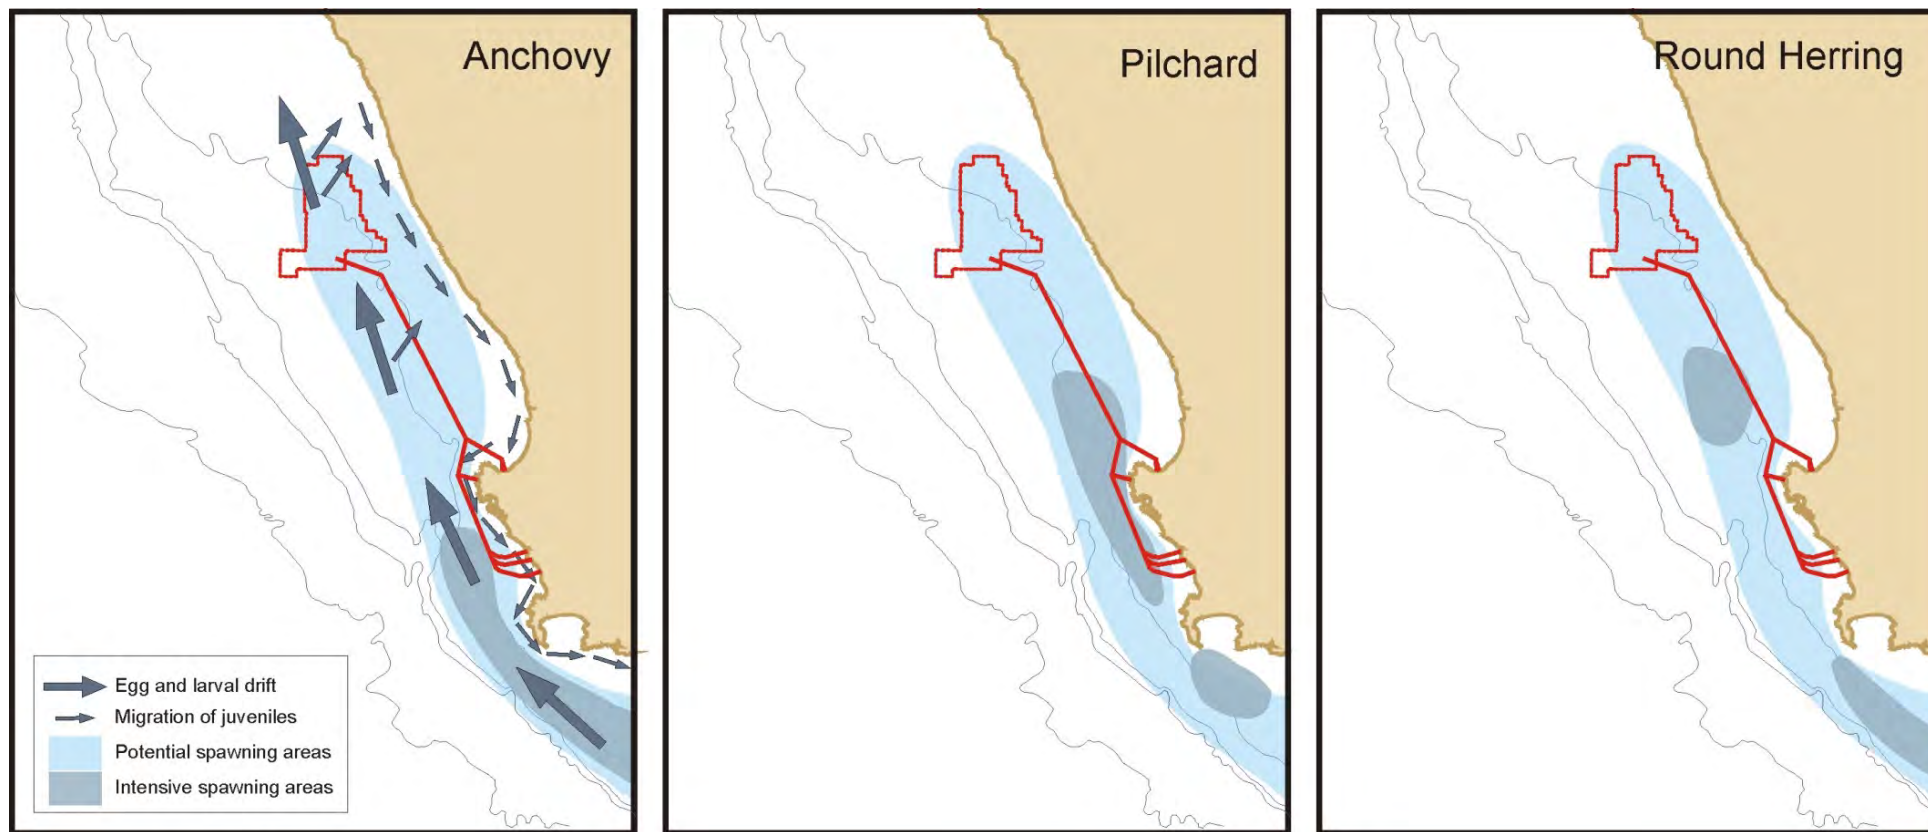 Anchovy
Pilchard
Round Herring
Egg and larval drift
Migration of juveniles
Potential spawning areas
Intensive spawning areas